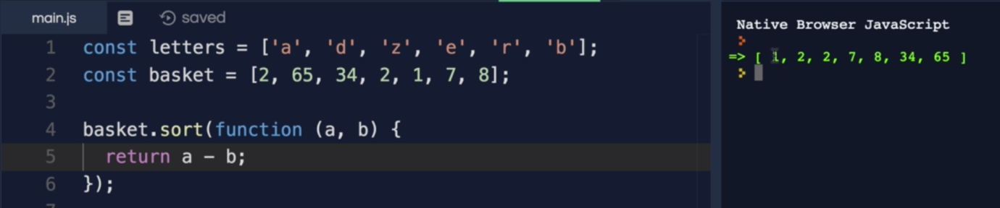 main.js saved
1 const letters = ['a', 'd', 'z', 'e', 'r', 'b'];
2 const basket = [2, 65, 34, 2, 1, 7, 8];
3
4 basket.sort(function (a, b) {
5 return a - b;
6 });
7
Native Browser JavaScript
>
=> [ 1, 2, 2, 7, 8, 34, 65 ]
>